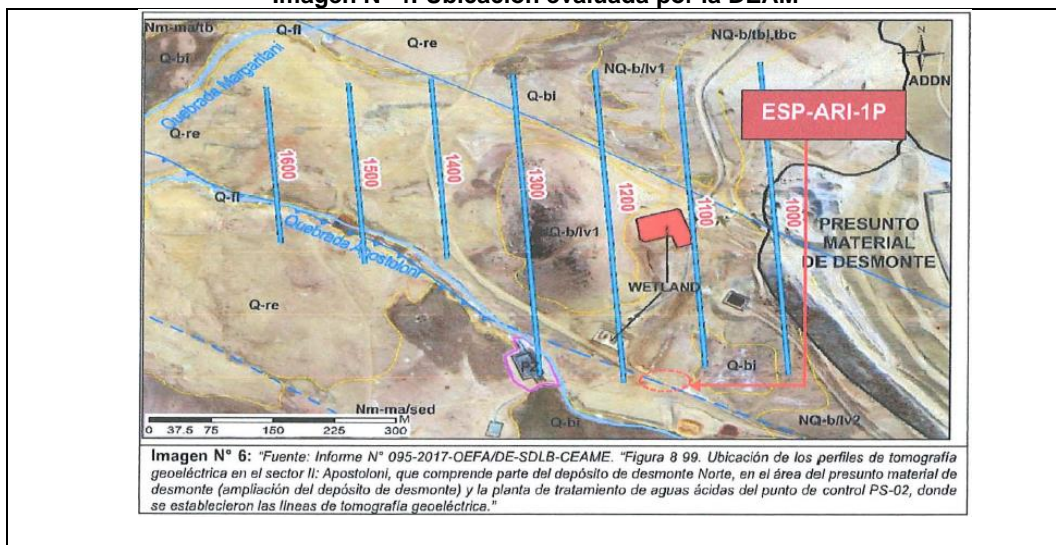 Imagen N° 4: Ubicación evaluada por la DEAM
Nm-ma/tb
Q-fl
Q-re
NQ-b/tbl,tbc
N
Q-bi
ADDN
Quebrada Margaritani
NQ-b/lv1
Q-bi
ESP-ARI-1P
Q-re
1600
1500
1400
1300
1200
1100
1000
Q-fl
Quebrada Apostoloni
NQ-b/lv1
PRESUNTO
MATERIAL
DE DESMONTE
WETLAND
Q-re
Q-bi
Nm-ma/sed
Q-bi
NQ-b/lv2
M
0 37.5 75 150 225 300
Imagen N° 6: "Fuente: Informe N° 095-2017-OEFA/DE-SDLB-CEAME. "Figura 8 99. Ubicación de los perfiles de tomografía
geoeléctrica en el sector II: Apostoloni, que comprende parte del depósito de desmonte Norte, en el área del presunto material de
desmonte (ampliación del depósito de desmonte) y la planta de tratamiento de aguas ácidas del punto de control PS-02, donde
se establecieron las líneas de tomografía geoeléctrica."